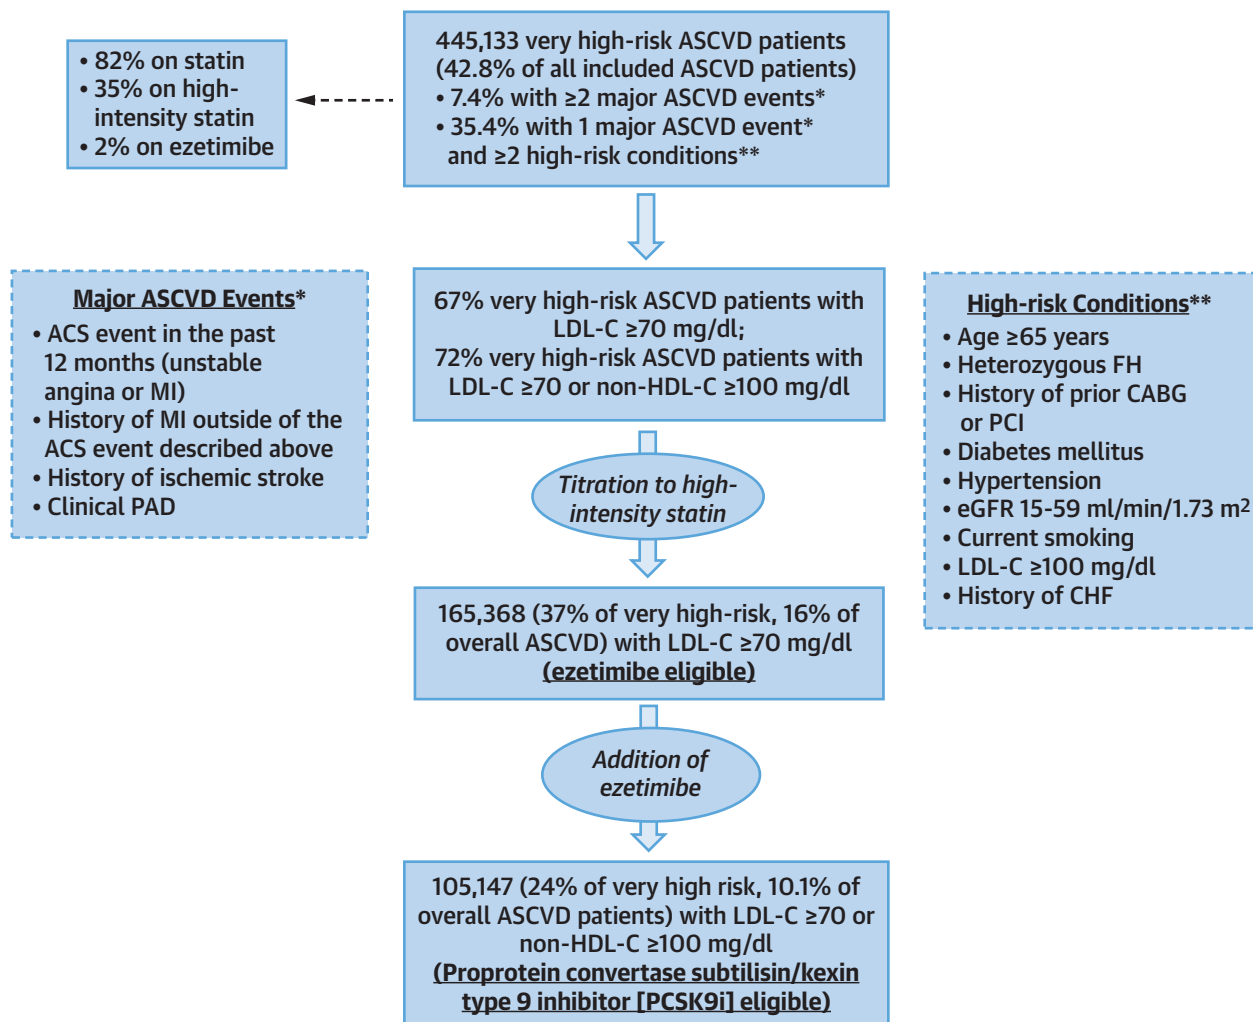 • 82% on statin
• 35% on high-
intensity statin
• 2% on ezetimibe
445,133 very high-risk ASCVD patients
(42.8% of all included ASCVD patients)
• 7.4% with ≥2 major ASCVD events*
• 35.4% with 1 major ASCVD event*
and ≥2 high-risk conditions**
Major ASCVD Events*
• ACS event in the past
12 months (unstable
angina or MI)
• History of MI outside of the
ACS event described above
• History of ischemic stroke
• Clinical PAD
67% very high-risk ASCVD patients with
LDL-C ≥70 mg/dl;
72% very high-risk ASCVD patients with
LDL-C ≥70 or non-HDL-C ≥100 mg/dl
High-risk Conditions**
• Age ≥65 years
• Heterozygous FH
• History of prior CABG
or PCI
• Diabetes mellitus
• Hypertension
• eGFR 15-59 ml/min/1.73 m²
• Current smoking
• LDL-C ≥100 mg/dl
• History of CHF
Titration to high-
intensity statin
165,368 (37% of very high-risk, 16% of
overall ASCVD) with LDL-C ≥70 mg/dl
(ezetimibe eligible)
Addition of
ezetimibe
105,147 (24% of very high risk, 10.1% of
overall ASCVD patients) with LDL-C ≥70 or
non-HDL-C ≥100 mg/dl
(Proprotein convertase subtilisin/kexin
type 9 inhibitor [PCSK9i] eligible)